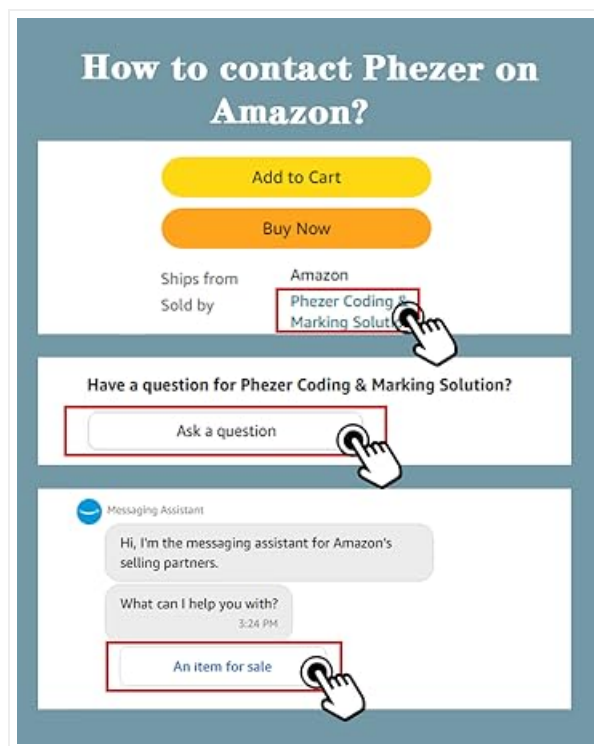 How to contact Phezer on
Amazon?
Add to Cart
Buy Now
Ships from Amazon
Sold by Phezer Coding &
Marking
Have a question for Phezer Coding & Marking Solution?
Ask a question
Messaging Assistant
Hi, I'm the messaging assistant for Amazon's
selling partners.
What can I help you with?
3:24 PM
An item for sale